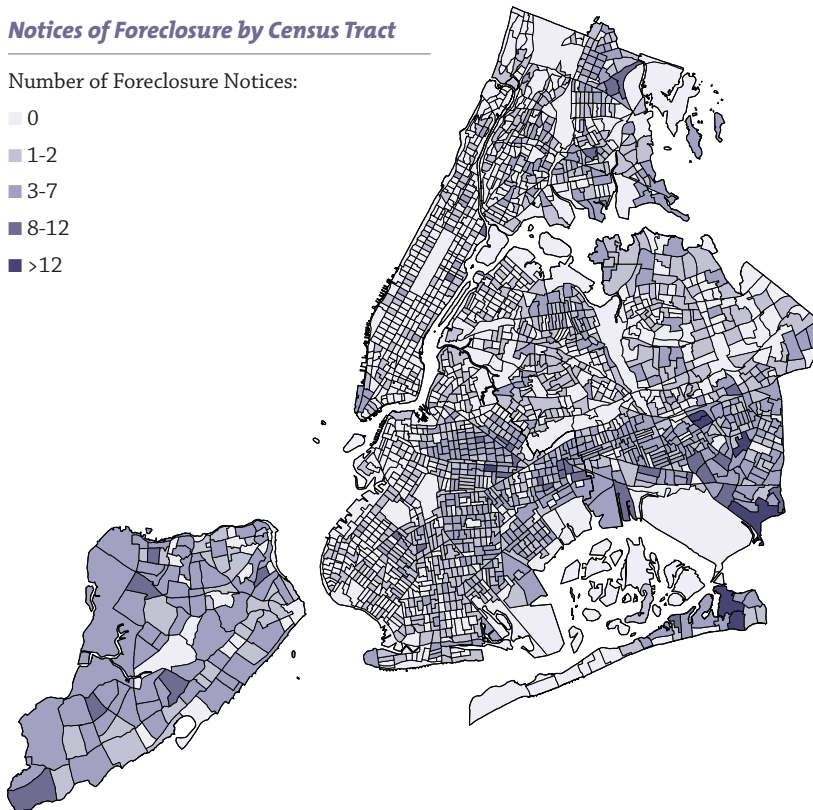 Notices of Foreclosure by Census Tract
Number of Foreclosure Notices:
0
1-2
3-7
8-12
>12